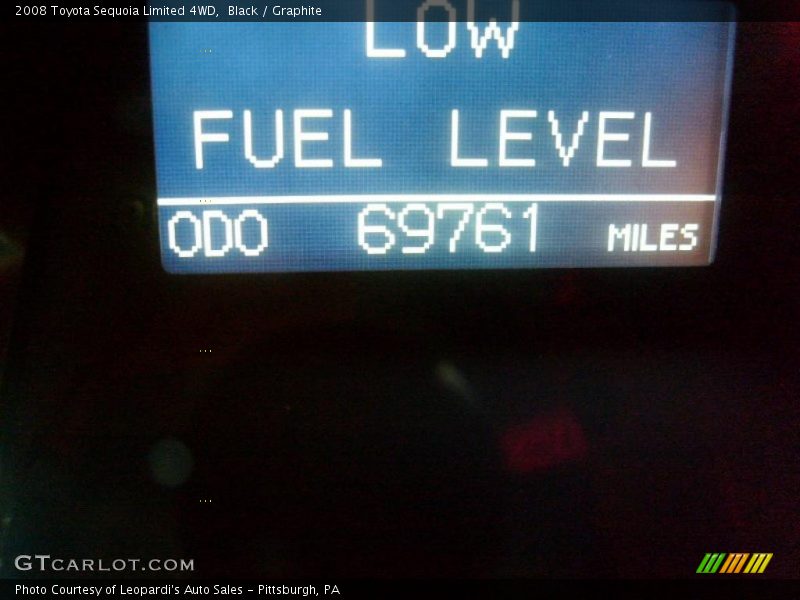 2008 Toyota Sequoia Limited 4WD,  Black / Graphite
LOW
FUEL LEVEL
ODO 69761 MILES
GTCARLOT.COM
Photo Courtesy of Leopardi's Auto Sales - Pittsburgh, PA